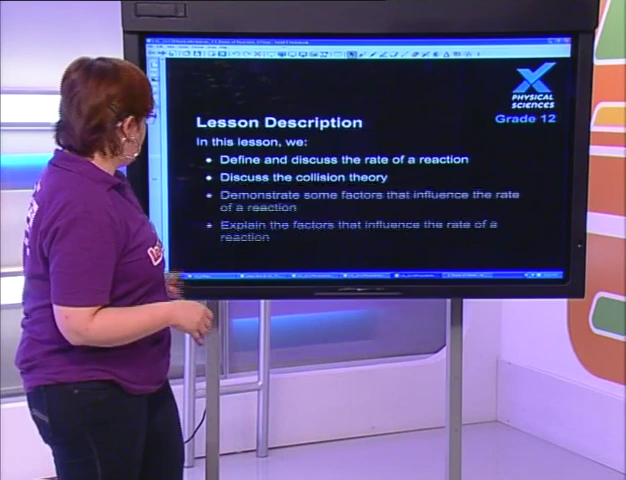 PHYSICAL
SCIENCES
Grade 12
Lesson Description
In this lesson, we:
• Define and discuss the rate of a reaction
• Discuss the collision theory
• Demonstrate some factors that influence the rate
of a reaction
• Explain the factors that influence the rate of a
reaction